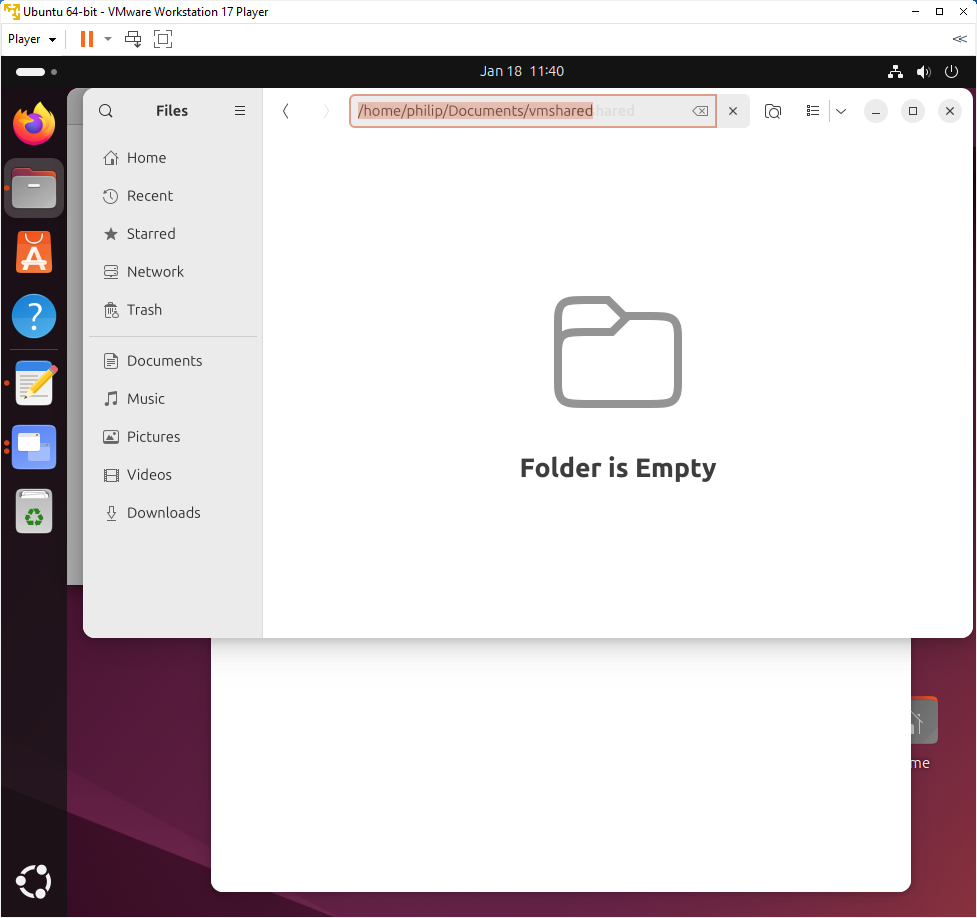 Ubuntu 64-bit - VMware Workstation 17 Player
Player
Jan 18 11:40
Files
/home/philip/Documents/vmsharedshared
Home
Recent
Starred
Network
Trash
Documents
Music
Pictures
Videos
Downloads
Folder is Empty
me